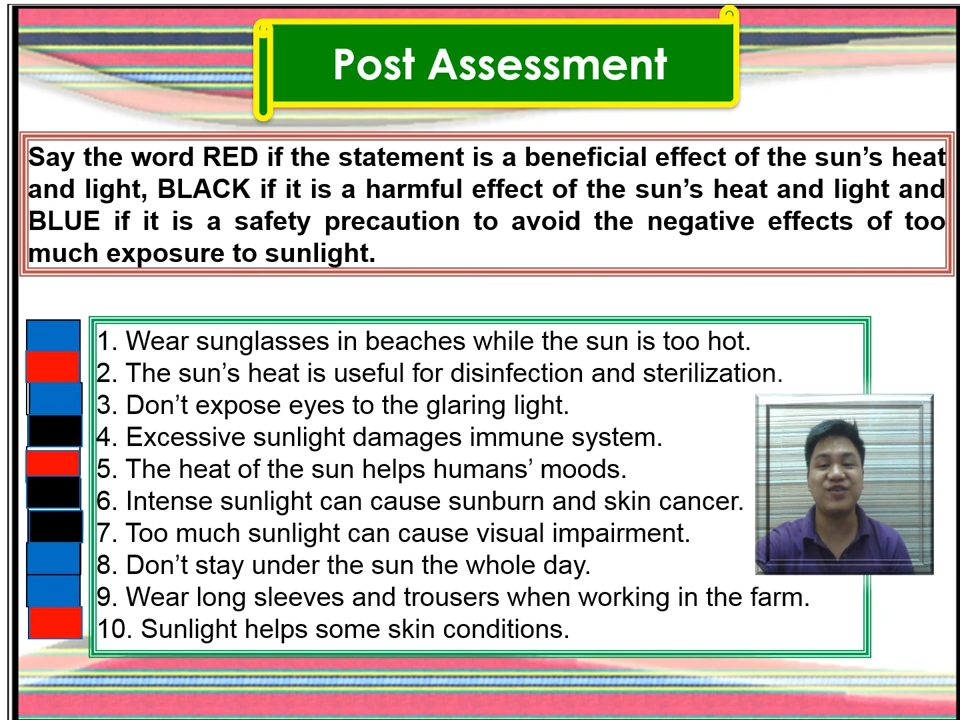 Post Assessment
Say the word RED if the statement is a beneficial effect of the sun’s heat
and light, BLACK if it is a harmful effect of the sun’s heat and light and
BLUE if it is a safety precaution to avoid the negative effects of too
much exposure to sunlight.
1. Wear sunglasses in beaches while the sun is too hot.
2. The sun’s heat is useful for disinfection and sterilization.
3. Don’t expose eyes to the glaring light.
4. Excessive sunlight damages immune system.
5. The heat of the sun helps humans’ moods.
6. Intense sunlight can cause sunburn and skin cancer.
7. Too much sunlight can cause visual impairment.
8. Don’t stay under the sun the whole day.
9. Wear long sleeves and trousers when working in the farm.
10. Sunlight helps some skin conditions.